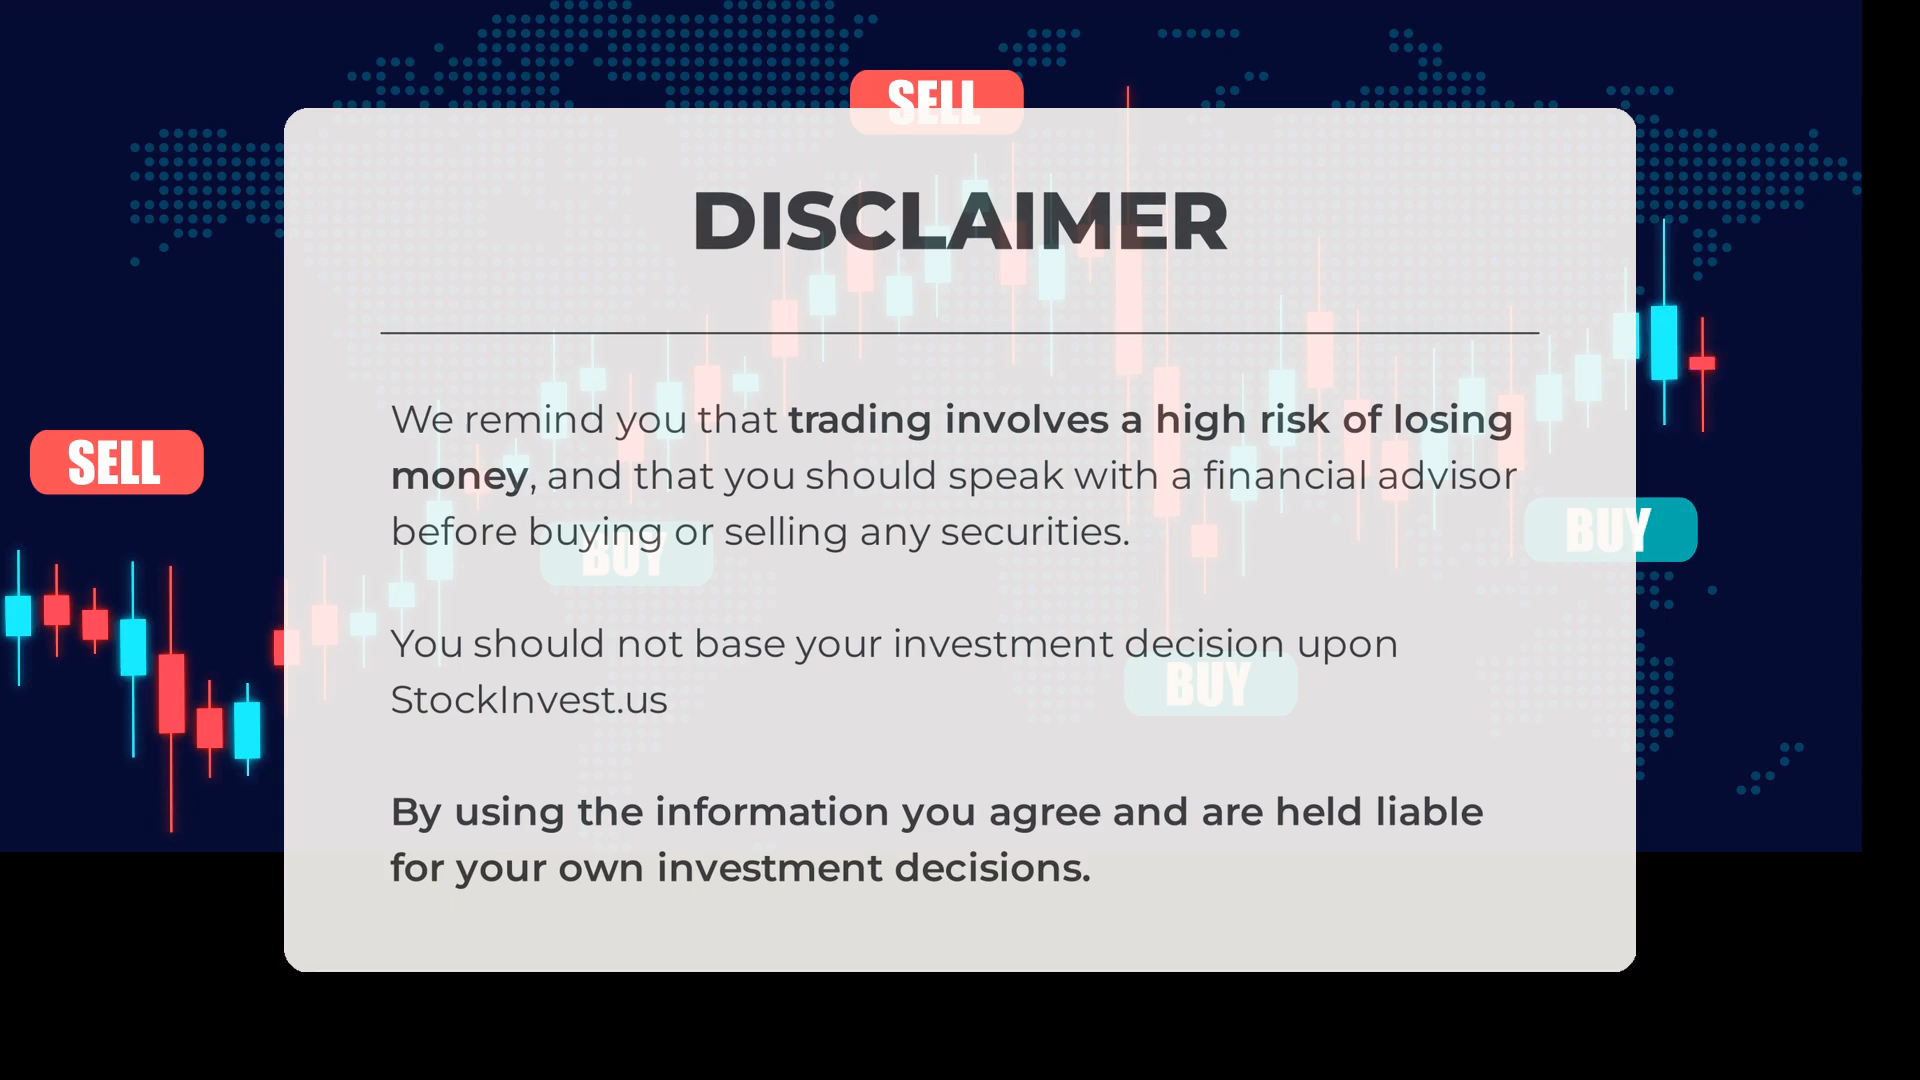 SELL
DISCLAIMER
We remind you that trading involves a high risk of losing
money, and that you should speak with a financial advisor
before buying or selling any securities.
SELL
BUY
BUY
You should not base your investment decision upon
StockInvest.us
BUY
By using the information you agree and are held liable
for your own investment decisions.